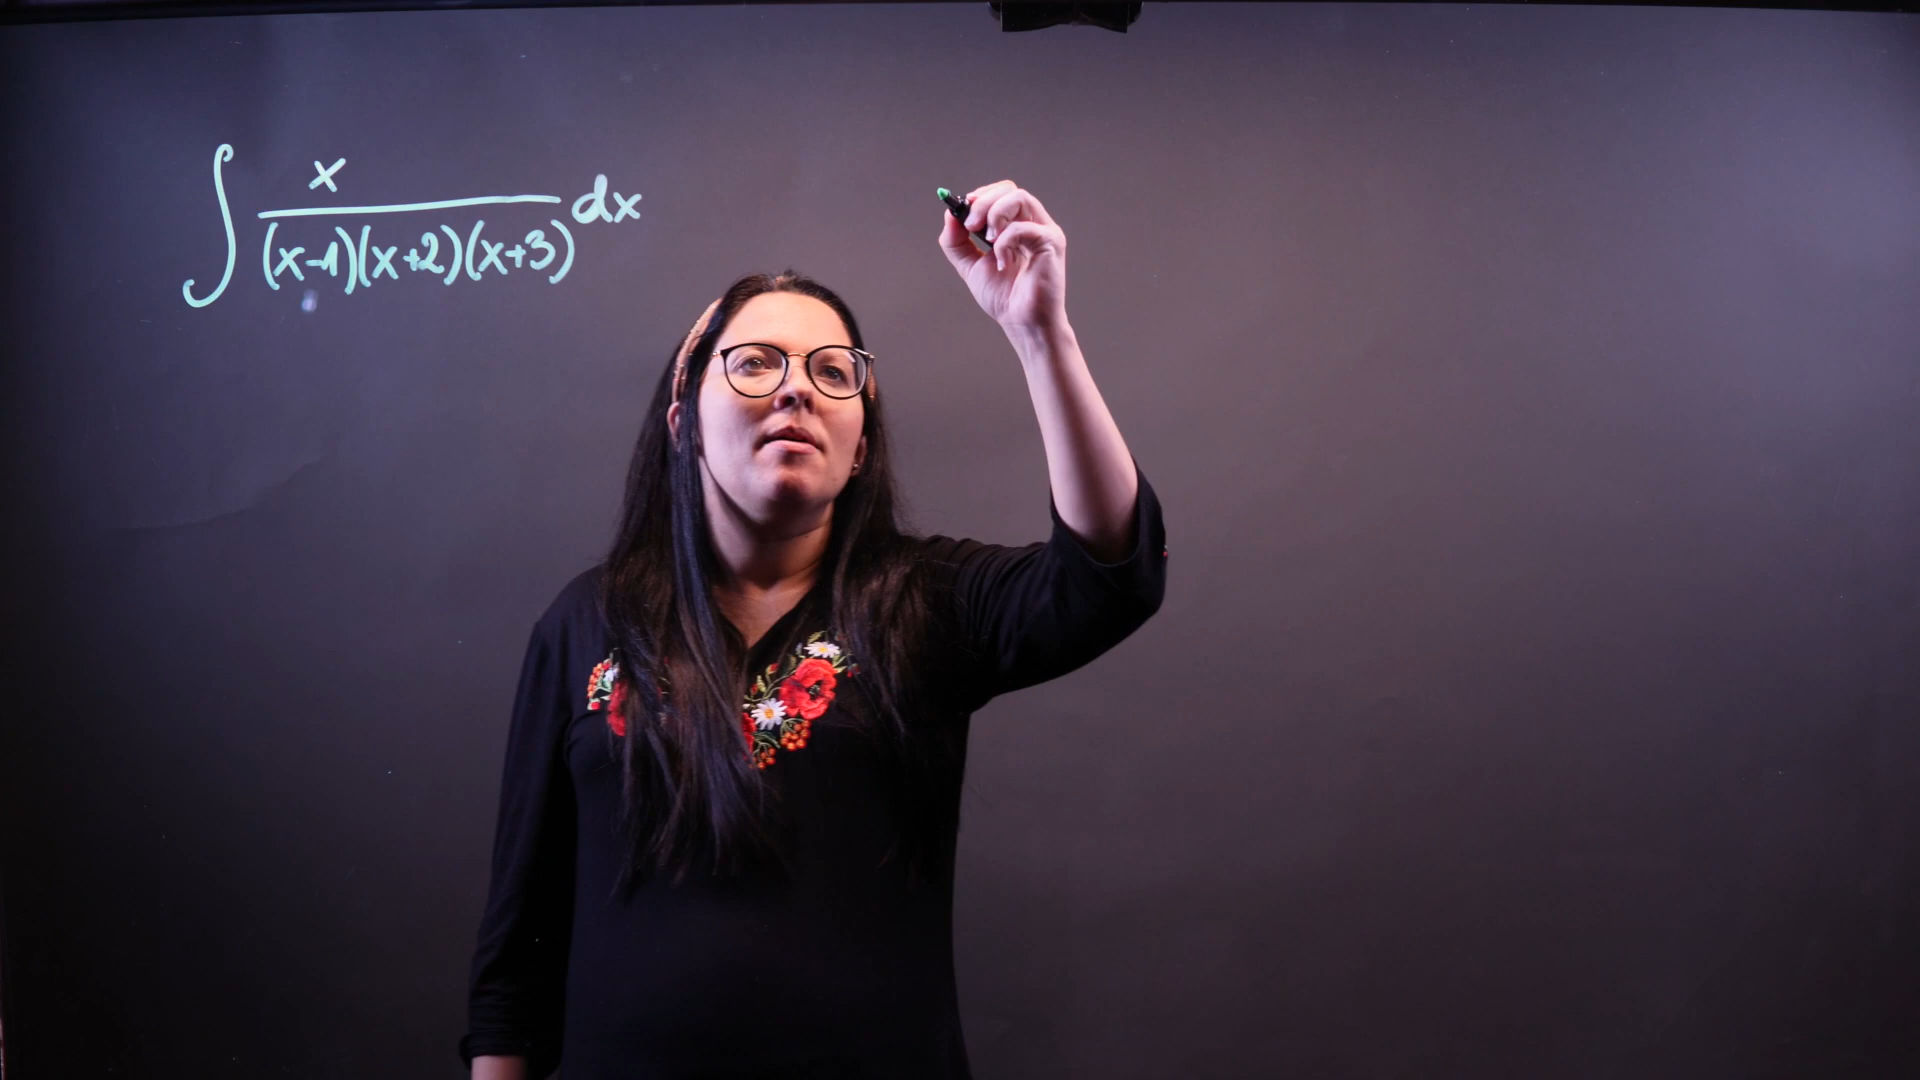 ∫ x / (x-1)(x+2)(x+3) dx